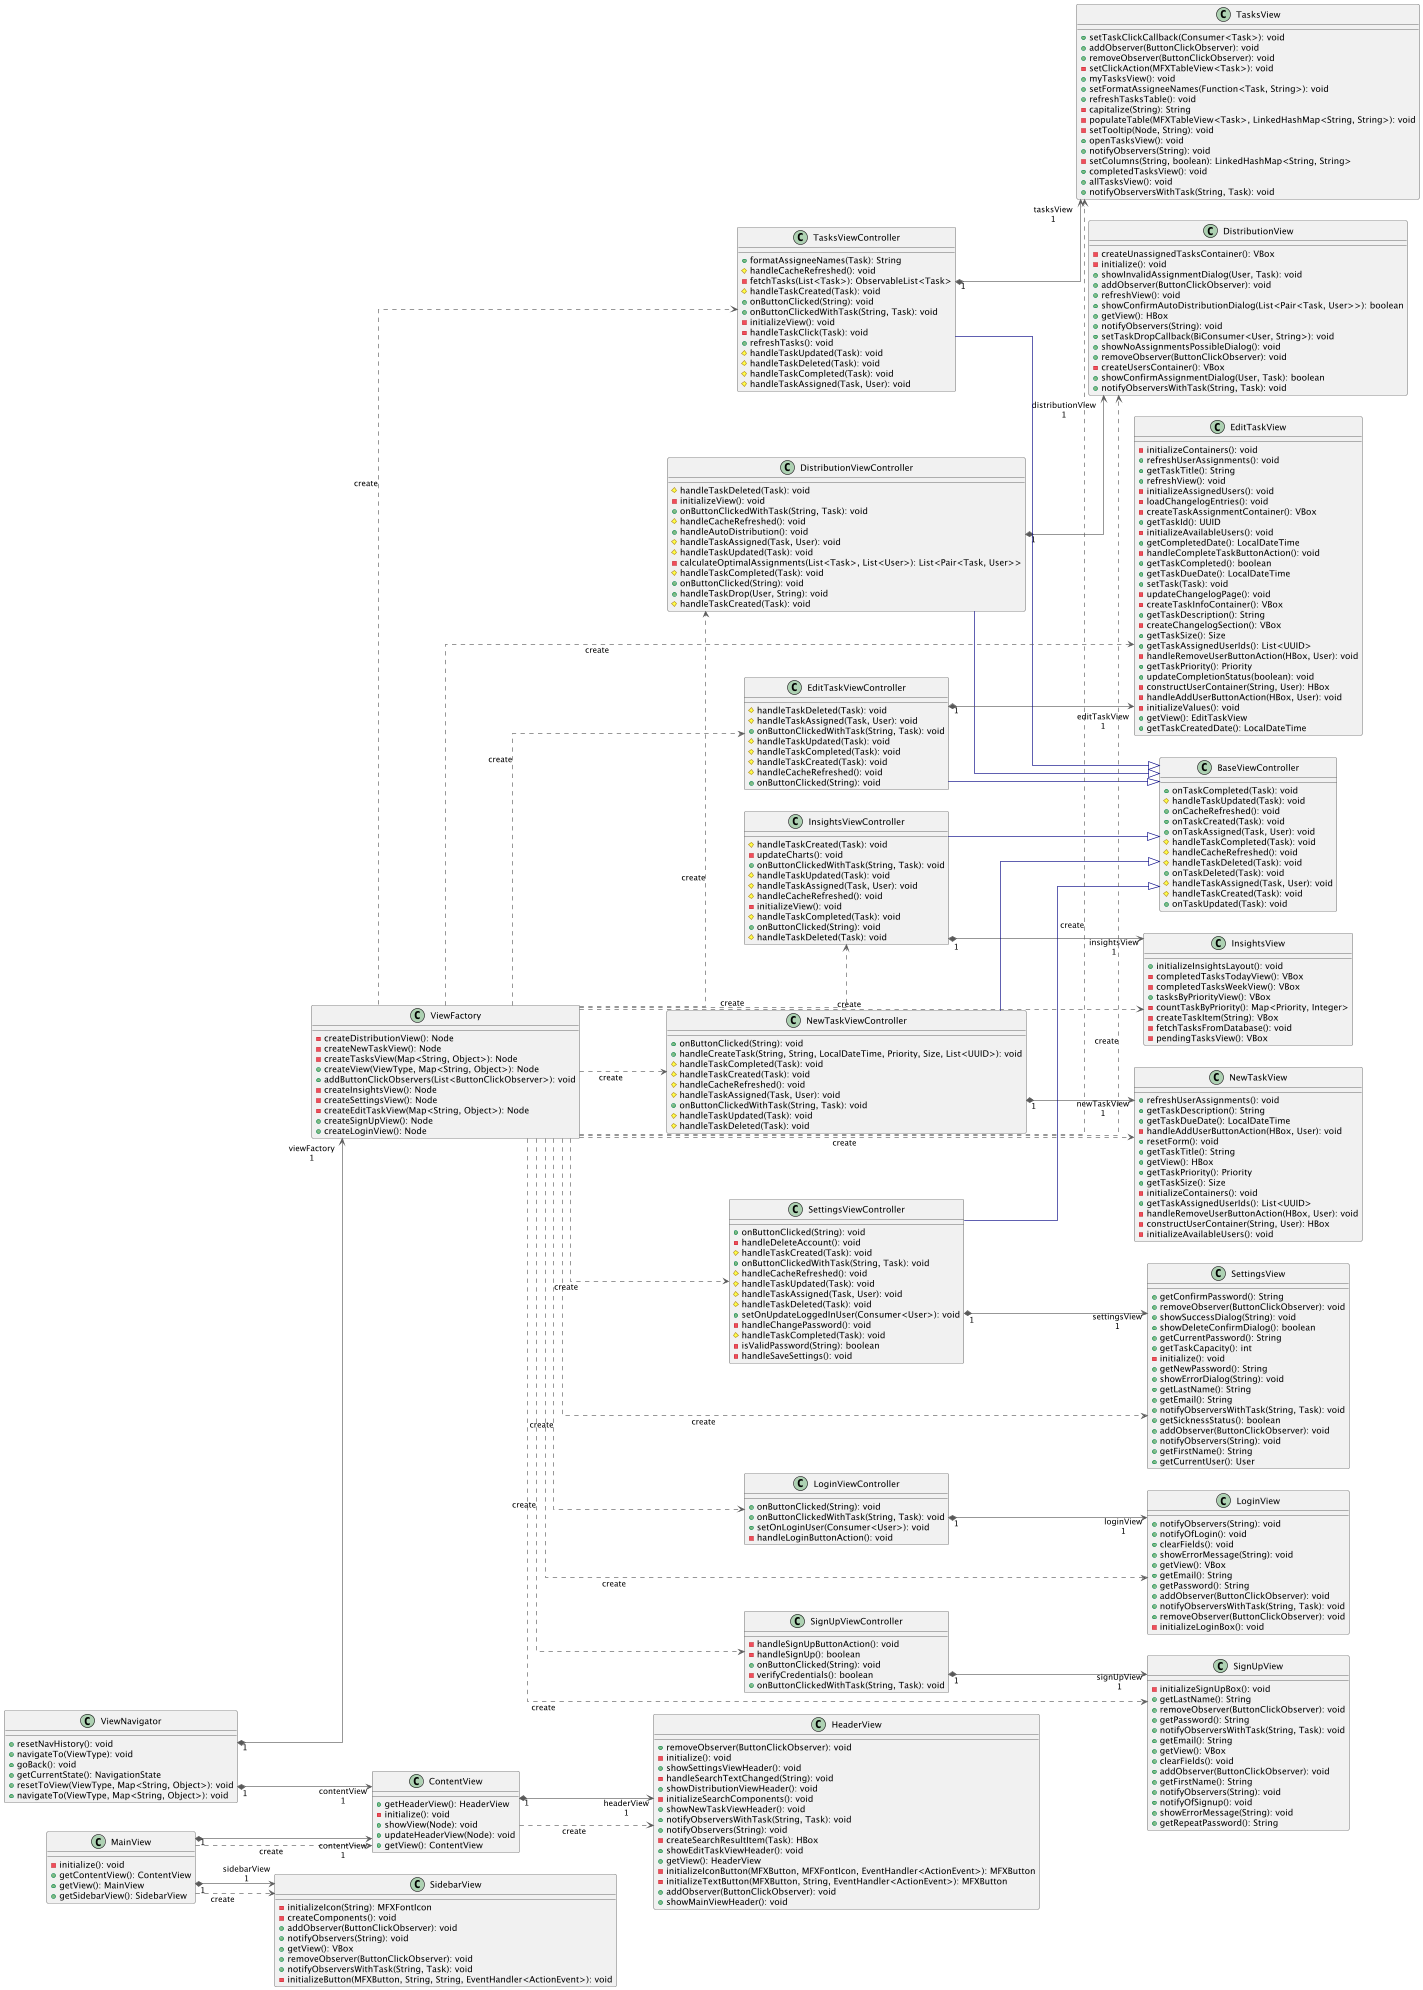 TasksView
setTaskClickCallback(Consumer<Task>): void
addObserver(ButtonClickObserver): void
removeObserver(ButtonClickObserver): void
setClickAction(MFXTableView<Task>): void
myTasksView(): void
setFormatAssigneeNames(Function<Task, String>): void
refreshTasksTable(): void
capitalize(String): String
populateTable(MFXTableView<Task>, LinkedHashMap<String, String>): void
setTooltip(Node, String): void
openTasksView(): void
notifyObservers(String): void
setColumns(String, boolean): LinkedHashMap<String, String>
completedTasksView(): void
allTasksView(): void
notifyObserversWithTask(String, Task): void
tasksView
1
DistributionView
createUnassignedTasksContainer(): VBox
initialize(): void
showInvalidAssignmentDialog(User, Task): void
addObserver(ButtonClickObserver): void
refreshView(): void
showConfirmAutoDistributionDialog(List<Pair<Task, User>>): boolean
getView(): HBox
notifyObservers(String): void
setTaskDropCallback(BiConsumer<User, String>): void
showNoAssignmentsPossibleDialog(): void
removeObserver(ButtonClickObserver): void
createUsersContainer(): VBox
showConfirmAssignmentDialog(User, Task): boolean
notifyObserversWithTask(String, Task): void
distributionView
1
TasksViewController
formatAssigneeNames(Task): String
handleCacheRefreshed(): void
fetchTasks(List<Task>): ObservableList<Task>
handleTaskCreated(Task): void
onButtonClicked(String): void
onButtonClickedWithTask(String, Task): void
initializeView(): void
handleTaskClick(Task): void
refreshTasks(): void
handleTaskUpdated(Task): void
handleTaskDeleted(Task): void
handleTaskCompleted(Task): void
handleTaskAssigned(Task, User): void
1
create
DistributionViewController
handleTaskDeleted(Task): void
initializeView(): void
onButtonClickedWithTask(String, Task): void
handleCacheRefreshed(): void
handleAutoDistribution(): void
handleTaskAssigned(Task, User): void
handleTaskUpdated(Task): void
calculateOptimalAssignments(List<Task>, List<User>): List<Pair<Task, User>>
handleTaskCompleted(Task): void
onButtonClicked(String): void
handleTaskDrop(User, String): void
handleTaskCreated(Task): void
1
EditTaskView
initializeContainers(): void
refreshUserAssignments(): void
getTaskTitle(): String
refreshView(): void
initializeAssignedUsers(): void
loadChangelogEntries(): void
createTaskAssignmentContainer(): VBox
getTaskId(): UUID
initializeAvailableUsers(): void
getCompletedDate(): LocalDateTime
handleCompleteTaskButtonAction(): void
getTaskCompleted(): boolean
getTaskDueDate(): LocalDateTime
setTask(Task): void
updateChangelogPage(): void
createTaskInfoContainer(): VBox
getTaskDescription(): String
createChangelogSection(): VBox
getTaskSize(): Size
getTaskAssignedUserIds(): List<UUID>
handleRemoveUserButtonAction(HBox, User): void
getTaskPriority(): Priority
updateCompletionStatus(boolean): void
constructUserContainer(String, User): HBox
handleAddUserButtonAction(HBox, User): void
initializeValues(): void
getView(): EditTaskView
getTaskCreatedDate(): LocalDateTime
create
editTaskView
1
EditTaskViewController
handleTaskDeleted(Task): void
handleTaskAssigned(Task, User): void
onButtonClickedWithTask(String, Task): void
handleTaskUpdated(Task): void
handleTaskCompleted(Task): void
handleTaskCreated(Task): void
handleCacheRefreshed(): void
onButtonClicked(String): void
1
create
BaseViewController
onTaskCompleted(Task): void
handleTaskUpdated(Task): void
onCacheRefreshed(): void
onTaskCreated(Task): void
onTaskAssigned(Task, User): void
handleTaskCompleted(Task): void
handleCacheRefreshed(): void
handleTaskDeleted(Task): void
onTaskDeleted(Task): void
handleTaskAssigned(Task, User): void
handleTaskCreated(Task): void
onTaskUpdated(Task): void
InsightsViewController
handleTaskCreated(Task): void
updateCharts(): void
onButtonClickedWithTask(String, Task): void
handleTaskUpdated(Task): void
handleTaskAssigned(Task, User): void
handleCacheRefreshed(): void
initializeView(): void
handleTaskCompleted(Task): void
onButtonClicked(String): void
handleTaskDeleted(Task): void
1
create
create
insightsView
1
InsightsView
initializeInsightsLayout(): void
completedTasksTodayView(): VBox
completedTasksWeekView(): VBox
tasksByPriorityView(): VBox
countTaskByPriority(): Map<Priority, Integer>
createTaskItem(String): VBox
fetchTasksFromDatabase(): void
pendingTasksView(): VBox
create
create
ViewFactory
createDistributionView(): Node
createNewTaskView(): Node
createTasksView(Map<String, Object>): Node
createView(ViewType, Map<String, Object>): Node
addButtonClickObservers(List<ButtonClickObserver>): void
createInsightsView(): Node
createSettingsView(): Node
createEditTaskView(Map<String, Object>): Node
createSignUpView(): Node
createLoginView(): Node
viewFactory
1
create
NewTaskViewController
onButtonClicked(String): void
handleCreateTask(String, String, LocalDateTime, Priority, Size, List<UUID>): void
handleTaskCompleted(Task): void
handleTaskCreated(Task): void
handleCacheRefreshed(): void
handleTaskAssigned(Task, User): void
onButtonClickedWithTask(String, Task): void
handleTaskUpdated(Task): void
handleTaskDeleted(Task): void
1
create
create
newTaskView
1
NewTaskView
refreshUserAssignments(): void
getTaskDescription(): String
getTaskDueDate(): LocalDateTime
handleAddUserButtonAction(HBox, User): void
resetForm(): void
getTaskTitle(): String
getView(): HBox
getTaskPriority(): Priority
getTaskSize(): Size
initializeContainers(): void
getTaskAssignedUserIds(): List<UUID>
handleRemoveUserButtonAction(HBox, User): void
constructUserContainer(String, User): HBox
initializeAvailableUsers(): void
SettingsViewController
onButtonClicked(String): void
handleDeleteAccount(): void
handleTaskCreated(Task): void
onButtonClickedWithTask(String, Task): void
handleCacheRefreshed(): void
handleTaskUpdated(Task): void
handleTaskAssigned(Task, User): void
handleTaskDeleted(Task): void
setOnUpdateLoggedInUser(Consumer<User>): void
handleChangePassword(): void
handleTaskCompleted(Task): void
isValidPassword(String): boolean
handleSaveSettings(): void
1
create
settingsView
1
SettingsView
getConfirmPassword(): String
removeObserver(ButtonClickObserver): void
showSuccessDialog(String): void
showDeleteConfirmDialog(): boolean
getCurrentPassword(): String
getTaskCapacity(): int
initialize(): void
getNewPassword(): String
showErrorDialog(String): void
getLastName(): String
getEmail(): String
notifyObserversWithTask(String, Task): void
getSicknessStatus(): boolean
addObserver(ButtonClickObserver): void
notifyObservers(String): void
getFirstName(): String
getCurrentUser(): User
create
create
LoginViewController
onButtonClicked(String): void
onButtonClickedWithTask(String, Task): void
setOnLoginUser(Consumer<User>): void
handleLoginButtonAction(): void
1
create
loginView
1
LoginView
notifyObservers(String): void
notifyOfLogin(): void
clearFields(): void
showErrorMessage(String): void
getView(): VBox
getEmail(): String
getPassword(): String
addObserver(ButtonClickObserver): void
notifyObserversWithTask(String, Task): void
removeObserver(ButtonClickObserver): void
initializeLoginBox(): void
create
SignUpViewController
handleSignUpButtonAction(): void
handleSignUp(): boolean
onButtonClicked(String): void
verifyCredentials(): boolean
onButtonClickedWithTask(String, Task): void
1
signUpView
1
create
SignUpView
initializeSignUpBox(): void
getLastName(): String
removeObserver(ButtonClickObserver): void
getPassword(): String
notifyObserversWithTask(String, Task): void
getEmail(): String
getView(): VBox
clearFields(): void
addObserver(ButtonClickObserver): void
getFirstName(): String
notifyObservers(String): void
notifyOfSignup(): void
showErrorMessage(String): void
getRepeatPassword(): String
ViewNavigator
resetNavHistory(): void
navigateTo(ViewType): void
goBack(): void
getCurrentState(): NavigationState
resetToView(ViewType, Map<String, Object>): void
navigateTo(ViewType, Map<String, Object>): void
1
1
contentView
1
ContentView
getHeaderView(): HeaderView
initialize(): void
showView(Node): void
updateHeaderView(Node): void
getView(): ContentView
1
headerView
1
create
HeaderView
removeObserver(ButtonClickObserver): void
initialize(): void
showSettingsViewHeader(): void
handleSearchTextChanged(String): void
showDistributionViewHeader(): void
initializeSearchComponents(): void
showNewTaskViewHeader(): void
notifyObserversWithTask(String, Task): void
notifyObservers(String): void
createSearchResultItem(Task): HBox
showEditTaskViewHeader(): void
getView(): HeaderView
initializeIconButton(MFXButton, MFXFontIcon, EventHandler<ActionEvent>): MFXButton
initializeTextButton(MFXButton, String, EventHandler<ActionEvent>): MFXButton
addObserver(ButtonClickObserver): void
showMainViewHeader(): void
MainView
initialize(): void
getContentView(): ContentView
getView(): MainView
getSidebarView(): SidebarView
1
create
contentView
1
1
sidebarView
1
create
SidebarView
initializeIcon(String): MFXFontIcon
createComponents(): void
addObserver(ButtonClickObserver): void
notifyObservers(String): void
getView(): VBox
removeObserver(ButtonClickObserver): void
notifyObserversWithTask(String, Task): void
initializeButton(MFXButton, String, String, EventHandler<ActionEvent>): void